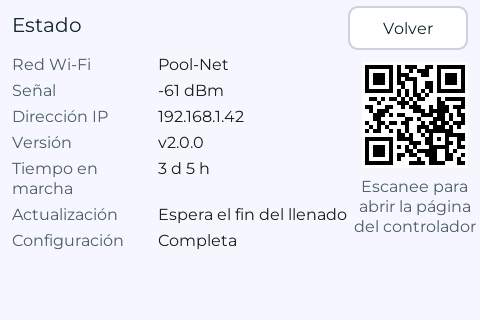 Estado
Volver
Red Wi-Fi Pool-Net
Señal -61 dBm
Dirección IP 192.168.1.42
Versión v2.0.0
Tiempo en marcha 3 d 5 h
Actualización Espera el fin del llenado
Configuración Completa
Escanee para
abrir la página
del controlador